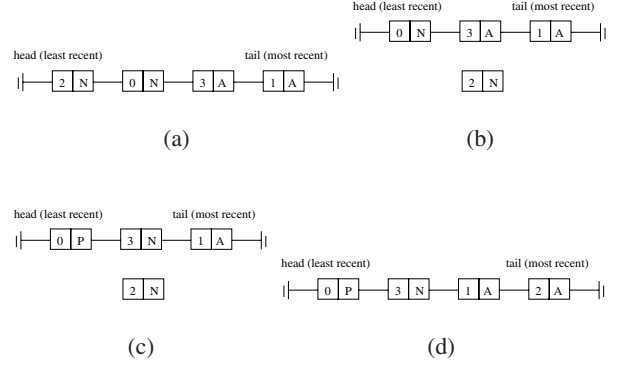 head (least recent) tail (most recent)
2 N 0 N 3 A 1 A
(a)
head (least recent) tail (most recent)
0 N 3 A 1 A
2 N
(b)
head (least recent) tail (most recent)
0 P 3 N 1 A
2 N
(c)
head (least recent) tail (most recent)
0 P 3 N 1 A 2 A
(d)